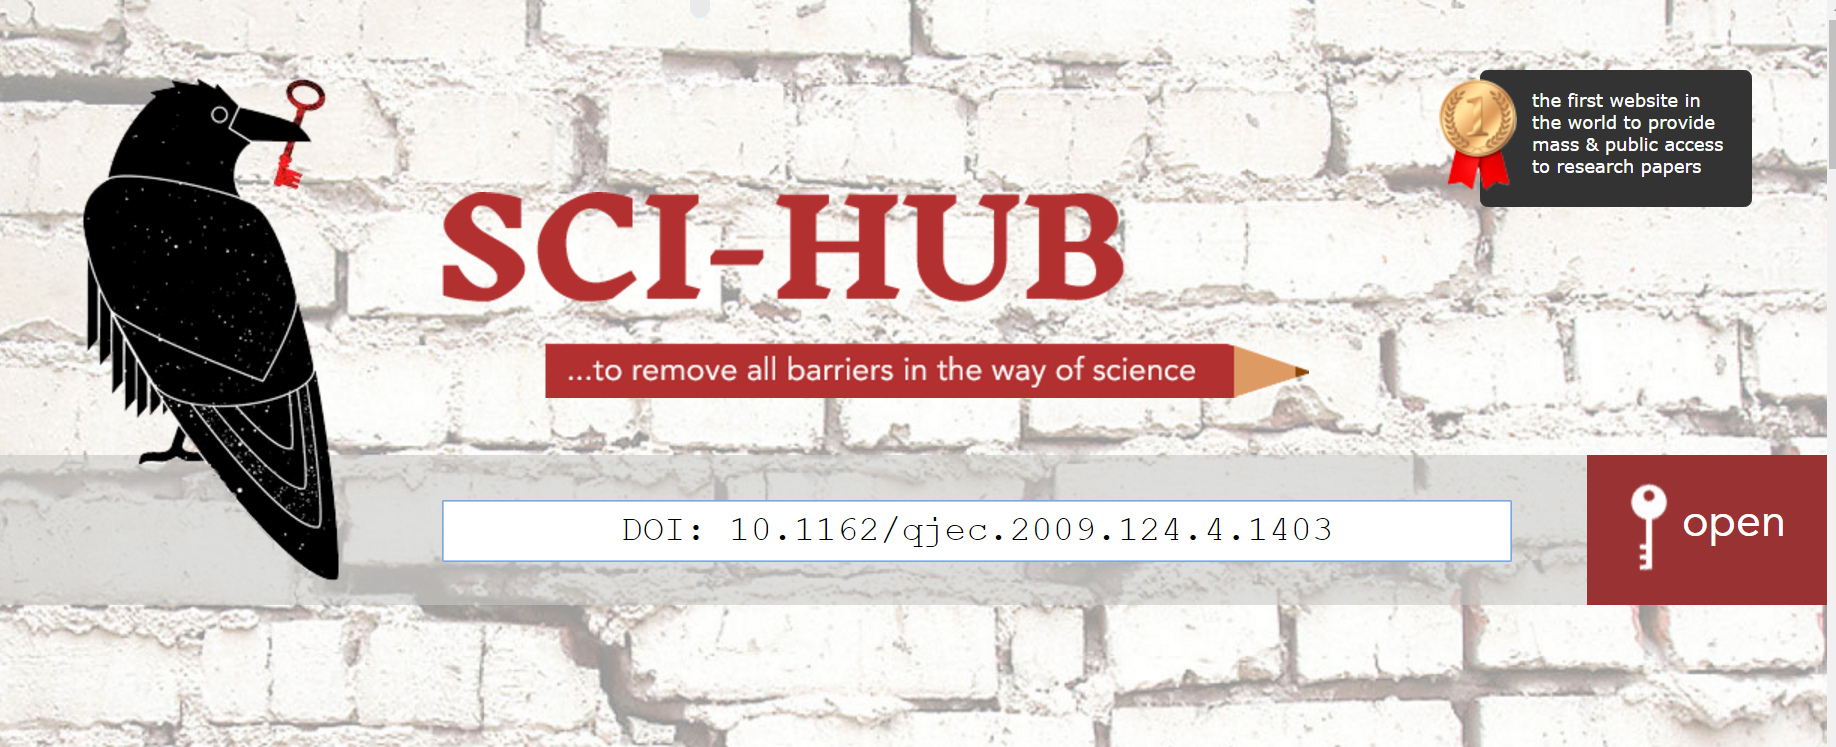 the first website in
the world to provide
mass & public access
to research papers
1
SCI-HUB
...to remove all barriers in the way of science
DOI: 10.1162/qjec.2009.124.4.1403
open